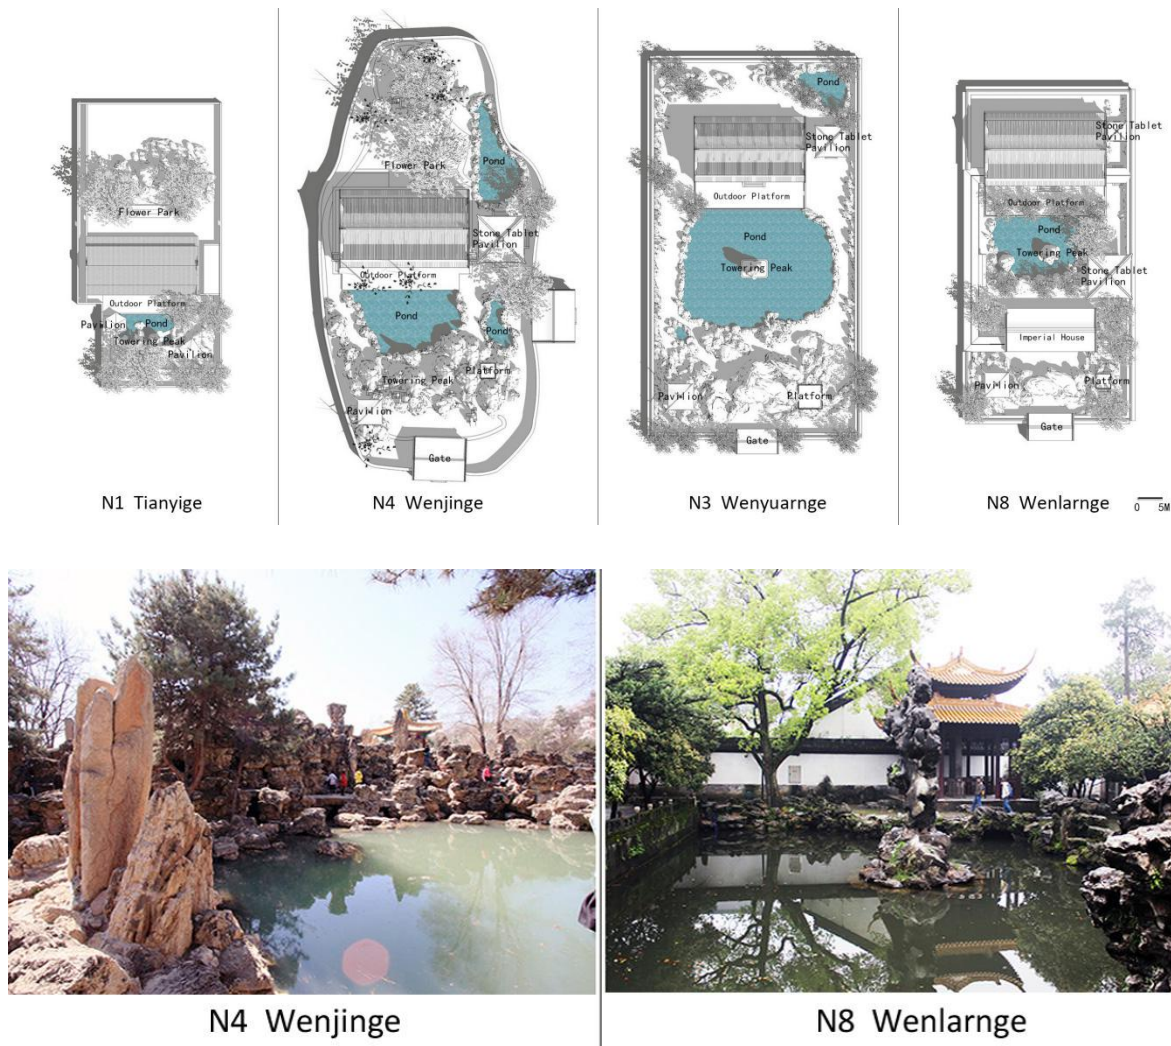 Flower Park
Outdoor Platform
Pavilion
Pond
Towering Peak
Pavilion
N1 Tianyige
Flower Park
Pond
Stone Tablet
Pavilion
Outdoor Platform
Pond
Pond
Towering Peak
Platform
Pavilion
Gate
N4 Wenjinge
Pond
Stone Tablet
Pavilion
Outdoor Platform
Pond
Towering Peak
Pavilion
Platform
Gate
N3 Wenyuarnge
Stone Tablet
Pavilion
Outdoor Platform
Pond
Towering Peak
Stone Tablet
Pavilion
Imperial House
Pavilion
Platform
Gate
N8 Wenlarnge
0 5M
N4 Wenjinge
N8 Wenlarnge